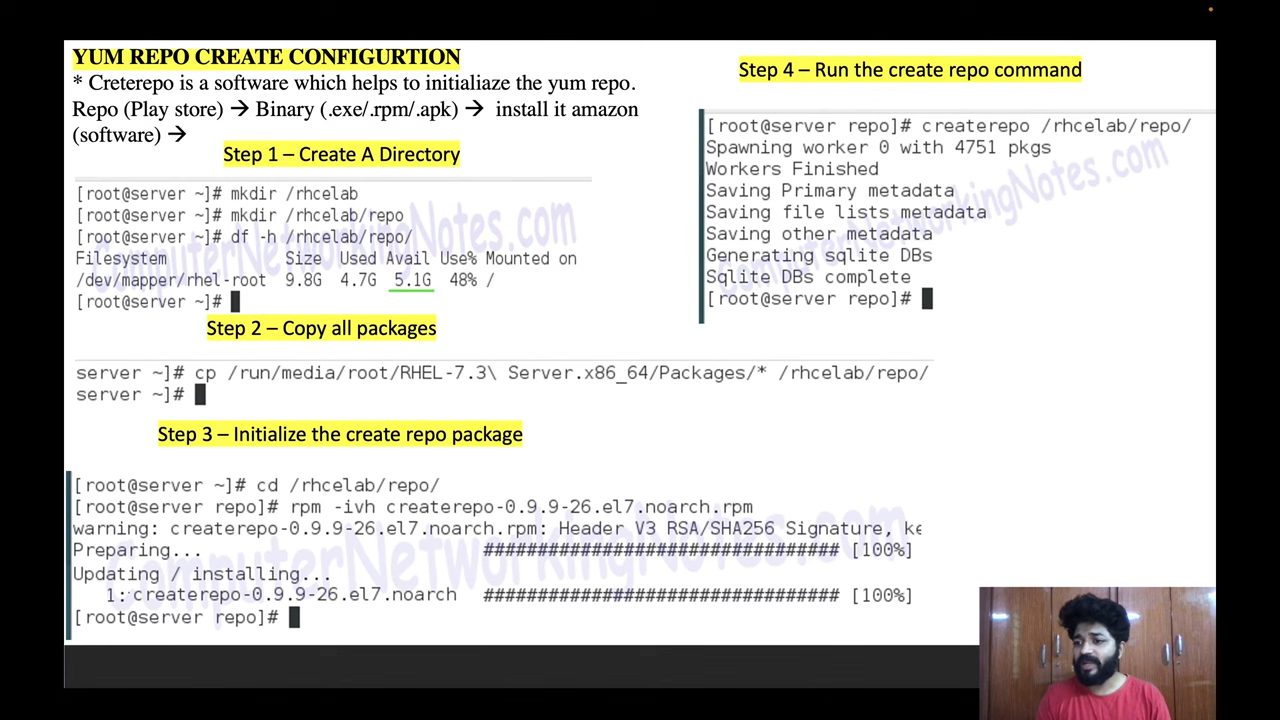 YUM REPO CREATE CONFIGURTION
* Creterepo is a software which helps to initialiaze the yum repo.
Repo (Play store) → Binary (.exe/.rpm/.apk) → install it amazon
(software) →
Step 1 – Create A Directory
[root@server ~]# mkdir /rhcelab
[root@server ~]# mkdir /rhcelab/repo
[root@server ~]# df -h /rhcelab/repo/
Filesystem Size Used Avail Use% Mounted on
/dev/mapper/rhel-root 9.8G 4.7G 5.1G 48% /
[root@server ~]#
ComputerNetworkingNotes.com
Step 2 – Copy all packages
server ~]# cp /run/media/root/RHEL-7.3\ Server.x86_64/Packages/* /rhcelab/repo/
server ~]#
Step 3 – Initialize the create repo package
[root@server ~]# cd /rhcelab/repo/
[root@server repo]# rpm -ivh createrepo-0.9.9-26.el7.noarch.rpm
warning: createrepo-0.9.9-26.el7.noarch.rpm: Header V3 RSA/SHA256 Signature, ke
Preparing... ################################# [100%]
Updating / installing...
1:createrepo-0.9.9-26.el7.noarch ################################# [100%]
[root@server repo]#
ComputerNetworkingNotes.com
Step 4 – Run the create repo command
[root@server repo]# createrepo /rhcelab/repo/
Spawning worker 0 with 4751 pkgs
Workers Finished
Saving Primary metadata
Saving file lists metadata
Saving other metadata
Generating sqlite DBs
Sqlite DBs complete
[root@server repo]#
ComputerNetworkingNotes.com